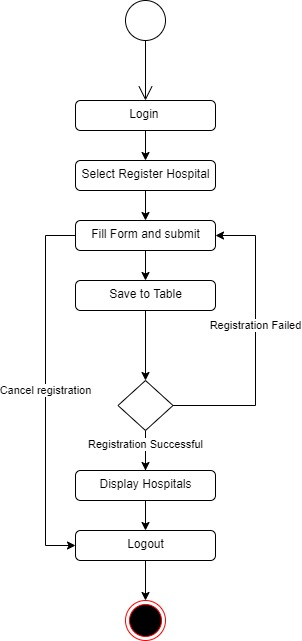 Login
Select Register Hospital
Fill Form and submit
Save to Table
Registration Failed
Cancel registration
Registration Successful
Display Hospitals
Logout